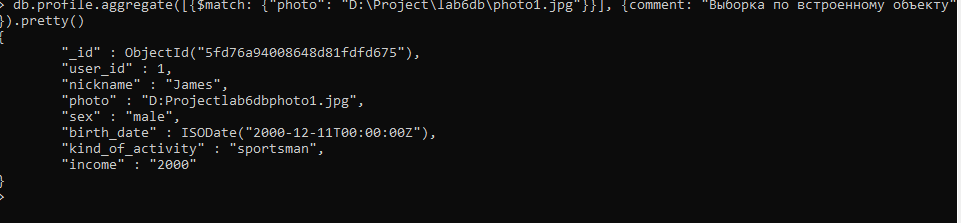 > db.profile.aggregate([{$match: {"photo": "D:\Project\lab6db\photo1.jpg"}}], {comment: "Выборка по встроенному объекту"
}).pretty()
{
"_id" : ObjectId("5fd76a94008648d81fdfd675"),
"user_id" : 1,
"nickname" : "James",
"photo" : "D:Projectlab6dbphoto1.jpg",
"sex" : "male",
"birth_date" : ISODate("2000-12-11T00:00:00Z"),
"kind_of_activity" : "sportsman",
"income" : "2000"
}
>